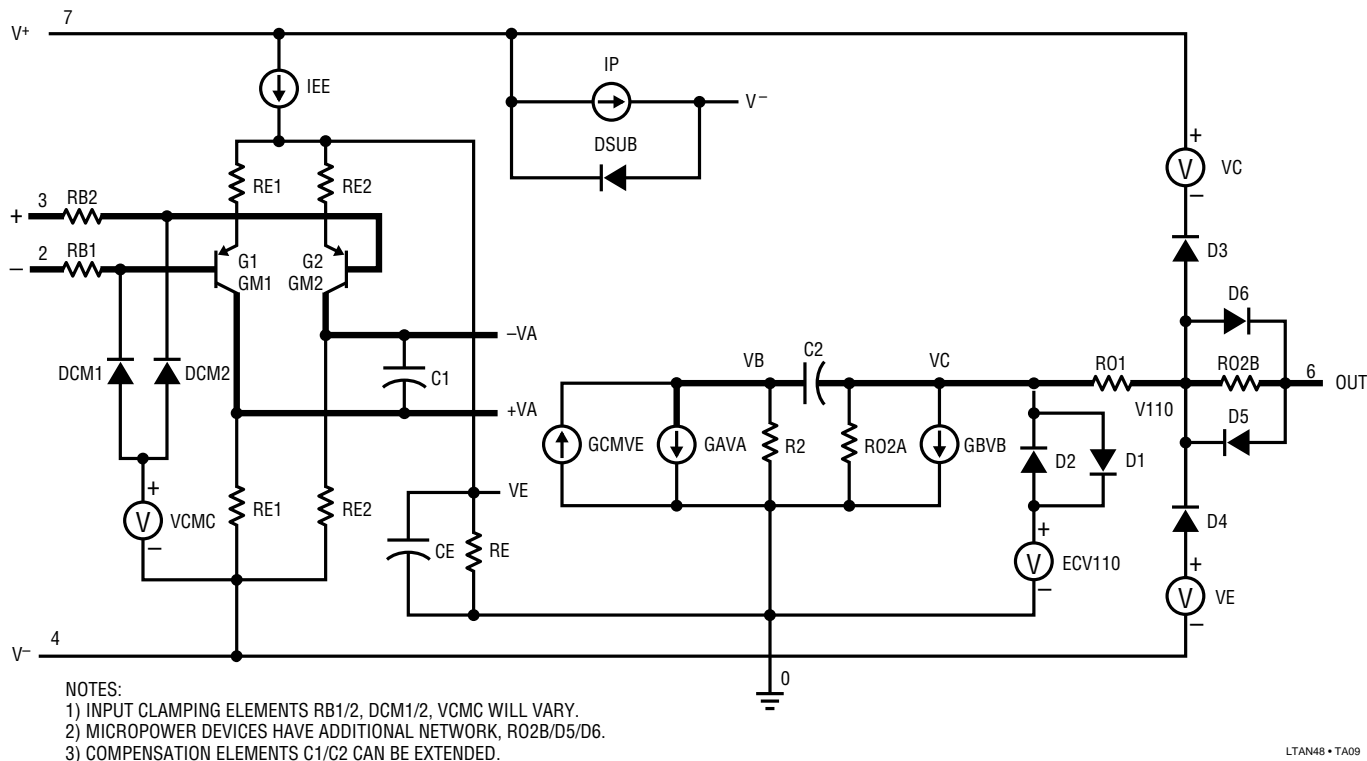 7
V+
IEE
IP
V−
DSUB
+
VC
−
RE1
RE2
3
+
RB2
2
−
RB1
G1
GM1
G2
GM2
D3
D6
DCM1
DCM2
−VA
C1
+VA
VB
C2
VC
RO1
RO2B
6
OUT
V110
D5
GCMVE
GAVA
R2
RO2A
GBVB
D2
D1
+
VCMC
−
RE1
RE2
VE
CE
RE
+
ECV110
−
D4
+
VE
−
4
V−
0
NOTES:
1) INPUT CLAMPING ELEMENTS RB1/2, DCM1/2, VCMC WILL VARY.
2) MICROPOWER DEVICES HAVE ADDITIONAL NETWORK, RO2B/D5/D6.
3) COMPENSATION ELEMENTS C1/C2 CAN BE EXTENDED.
LTAN48 • TA09
V
V
V
V